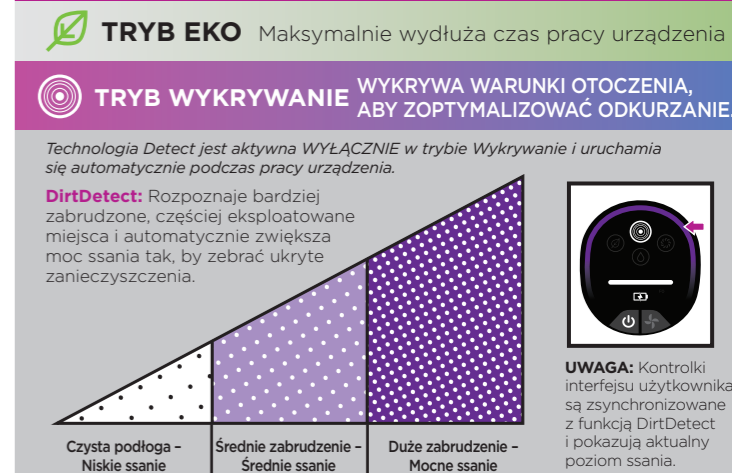 TRYB EKO Maksymalnie wydłuża czas pracy urządzenia
TRYB WYKRYWANIE WYKRYWA WARUNKI OTOCZENIA,
ABY ZOPTYMALIZOWAĆ ODKURZANIE.
Technologia Detect jest aktywna WYŁĄCZNIE w trybie Wykrywanie i uruchamia
się automatycznie podczas pracy urządzenia.
DirtDetect: Rozpoznaje bardziej
zabrudzone, częściej eksploatowane
miejsca i automatycznie zwiększa
moc ssania tak, by zebrać ukryte
zanieczyszczenia.
Czysta podłoga –
Niskie ssanie
Średnie zabrudzenie –
Średnie ssanie
Duże zabrudzenie –
Mocne ssanie
UWAGA: Kontrolki
interfejsu użytkownika
są zsynchronizowane
z funkcją DirtDetect
i pokazują aktualny
poziom ssania.